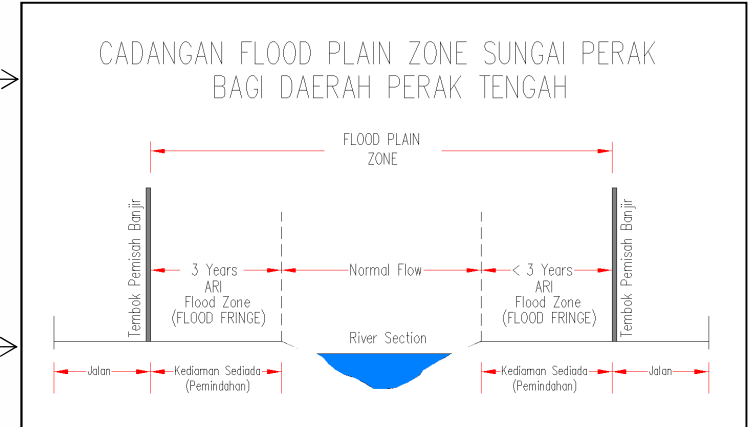 CADANGAN FLOOD PLAIN ZONE SUNGAI PERAK
BAGI DAERAH PERAK TENGAH
FLOOD PLAIN
ZONE
Tembok Pemisah Banjir
3 Years
ARI
Flood Zone
(FLOOD FRINGE)
Normal Flow
< 3 Years
ARI
Flood Zone
(FLOOD FRINGE)
Tembok Pemisah Banjir
River Section
Jalan
Kediaman Sediada
(Pemindahan)
Kediaman Sediada
(Pemindahan)
Jalan